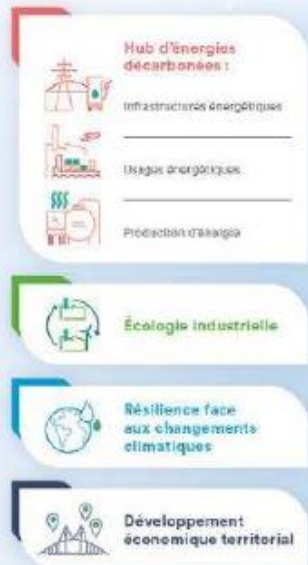 Hub d'énergies
décarbonées :
Infrastructures énergétiques
Usages énergétiques
Production d'énergie
Écologie industrielle
Résilience face
aux changements
climatiques
Développement
économique territorial